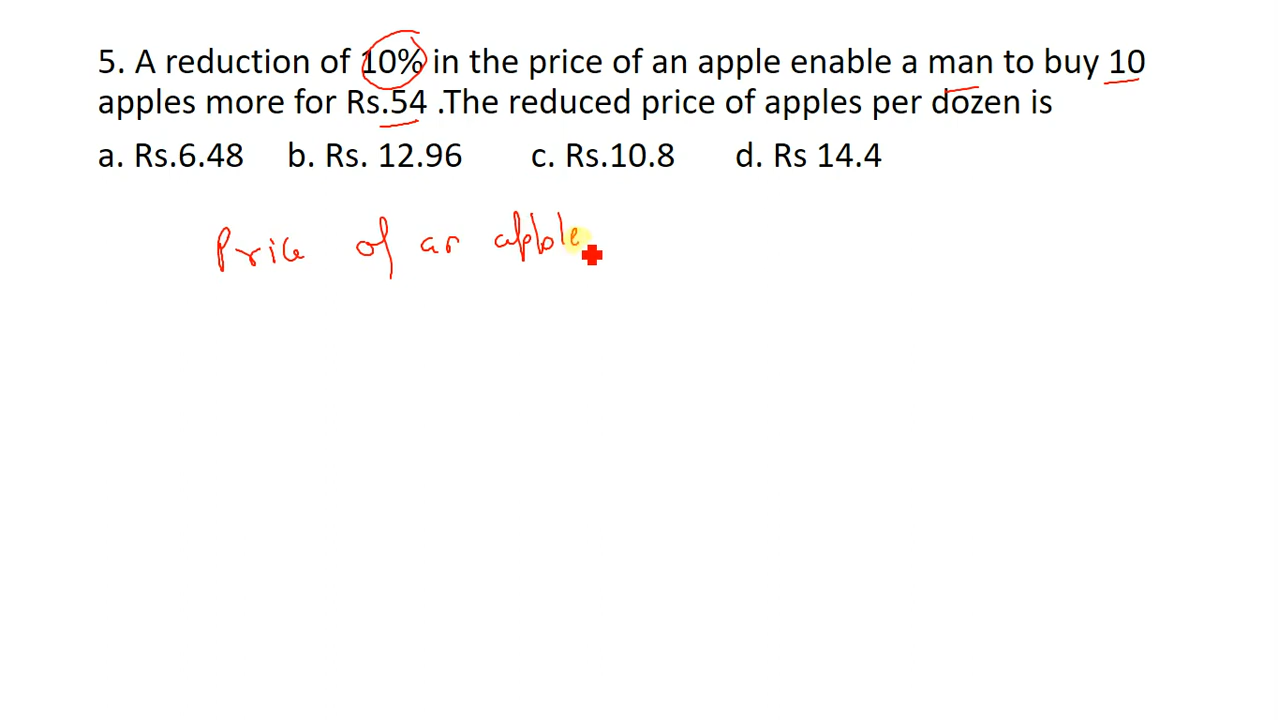 5. A reduction of 10% in the price of an apple enable a man to buy 10
apples more for Rs.54 .The reduced price of apples per dozen is
a. Rs.6.48 b. Rs. 12.96 c. Rs.10.8 d. Rs 14.4
Price of an apple